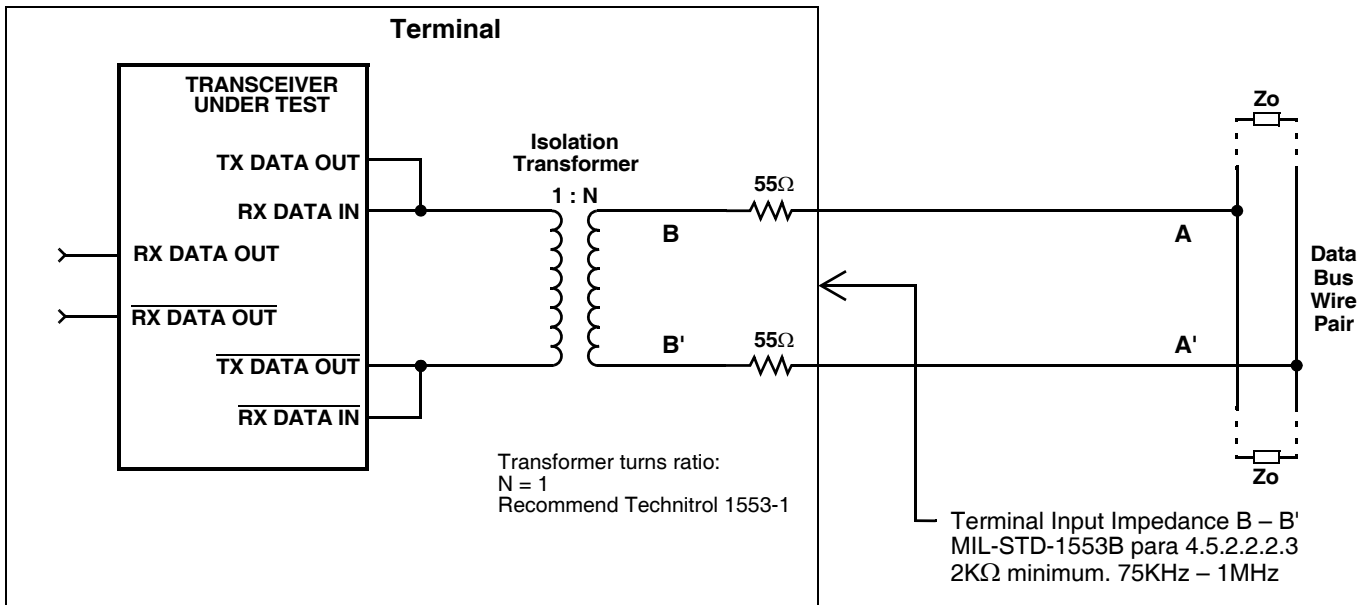 Terminal
TRANSCEIVER
UNDER TEST
TX DATA OUT
RX DATA IN
RX DATA OUT
RX DATA OUT
TX DATA OUT
RX DATA IN
Isolation
Transformer
1 : N
B
55Ω
A
B'
55Ω
A'
Zo
Data
Bus
Wire
Pair
Zo
Transformer turns ratio:
N = 1
Recommend Technitrol 1553-1
Terminal Input Impedance B – B'
MIL-STD-1553B para 4.5.2.2.2.3
2KΩ minimum. 75KHz – 1MHz